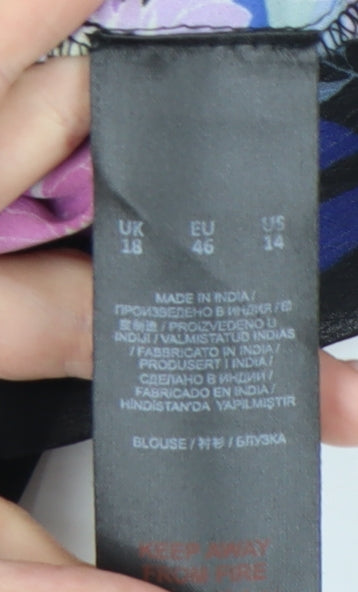 UK EU US
18 46 14
MADE IN INDIA /
ПРОИЗВЕДЕНО В ИНДИЯ / 印
度制造 / PROIZVEDENO U
INDIJI / VALMISTATUD INDIAS
/ FABBRICATO IN INDIA /
PRODUSERT I INDIA /
СДЕЛАНО В ИНДИИ /
FABRICADO EN INDIA /
HİNDİSTAN'DA YAPILMIŞTIR
BLOUSE / 衬衫 / БЛУЗКА
KEEP AWAY
FROM FIRE